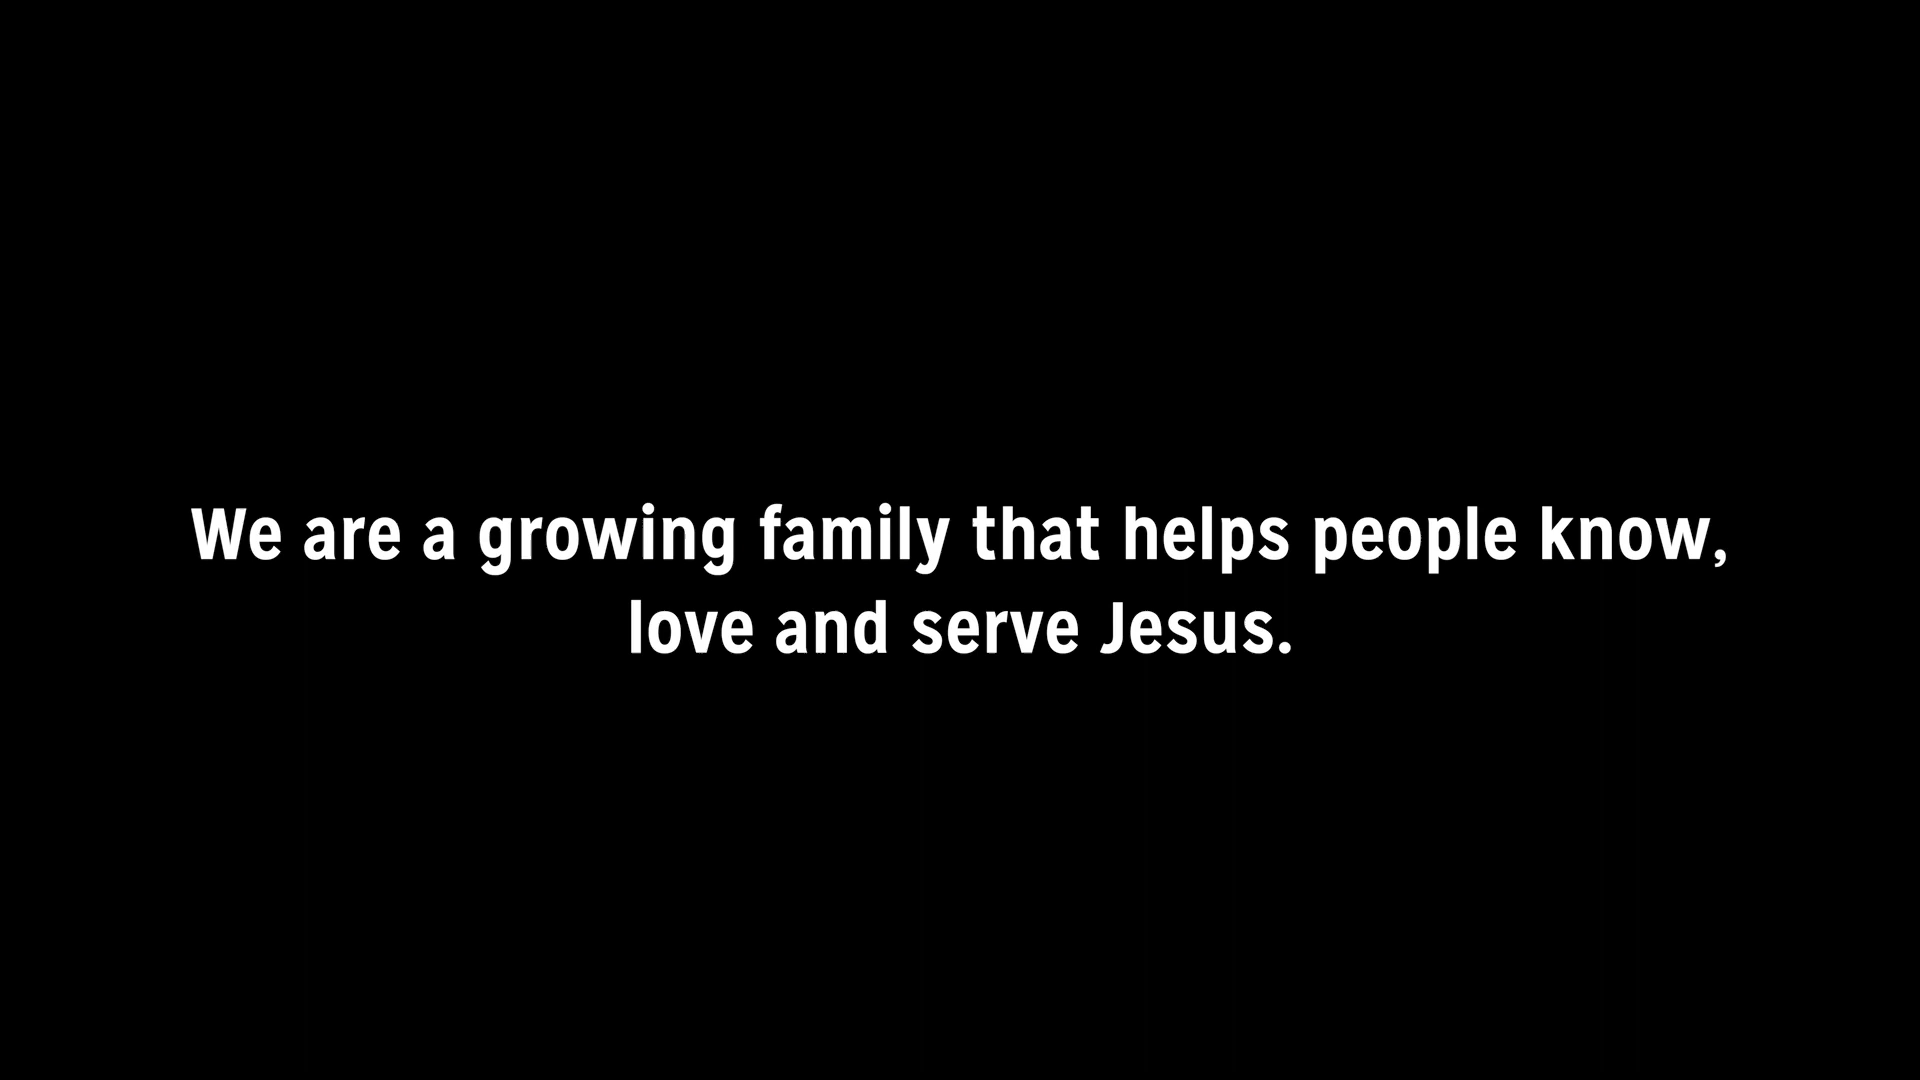 We are a growing family that helps people know,
love and serve Jesus.